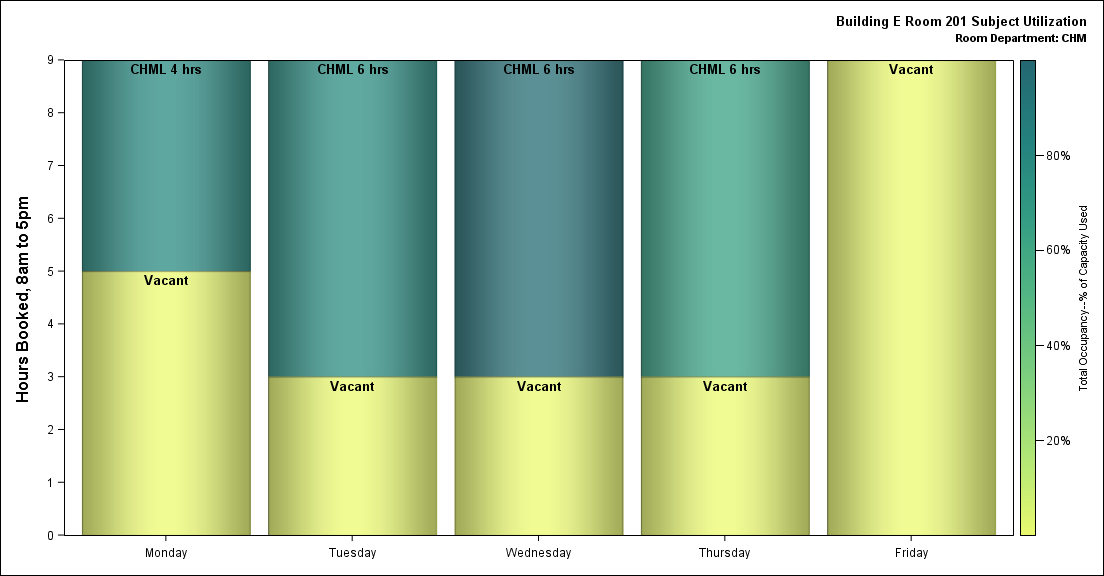 Building E Room 201 Subject Utilization
Room Department: CHM
Hours Booked, 8am to 5pm
9
8
7
6
5
4
3
2
1
0
CHML 4 hrs
Vacant
CHML 6 hrs
Vacant
CHML 6 hrs
Vacant
CHML 6 hrs
Vacant
Vacant
Monday
Tuesday
Wednesday
Thursday
Friday
80%
60%
40%
20%
Total Occupancy--% of Capacity Used